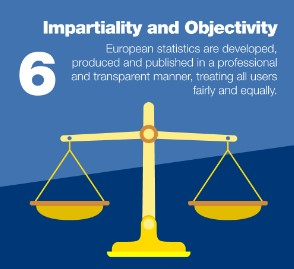 Impartiality and Objectivity
6
European statistics are developed,
produced and published in a professional
and transparent manner, treating all users
fairly and equally.